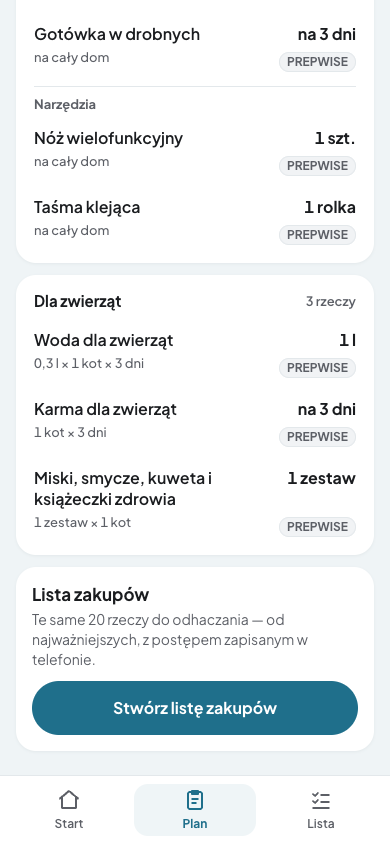 Gotówka w drobnych
na 3 dni
na cały dom
PREPWISE
Narzędzia
Nóż wielofunkcyjny
1 szt.
na cały dom
PREPWISE
Taśma klejąca
1 rolka
na cały dom
PREPWISE
Dla zwierząt
3 rzeczy
Woda dla zwierząt
1 l
0,3 l × 1 kot × 3 dni
PREPWISE
Karma dla zwierząt
na 3 dni
1 kot × 3 dni
PREPWISE
Miski, smycze, kuweta i
książeczki zdrowia
1 zestaw
1 zestaw × 1 kot
PREPWISE
Lista zakupów
Te same 20 rzeczy do odhaczania — od
najważniejszych, z postępem zapisanym w
telefonie.
Stwórz listę zakupów
Start
Plan
Lista